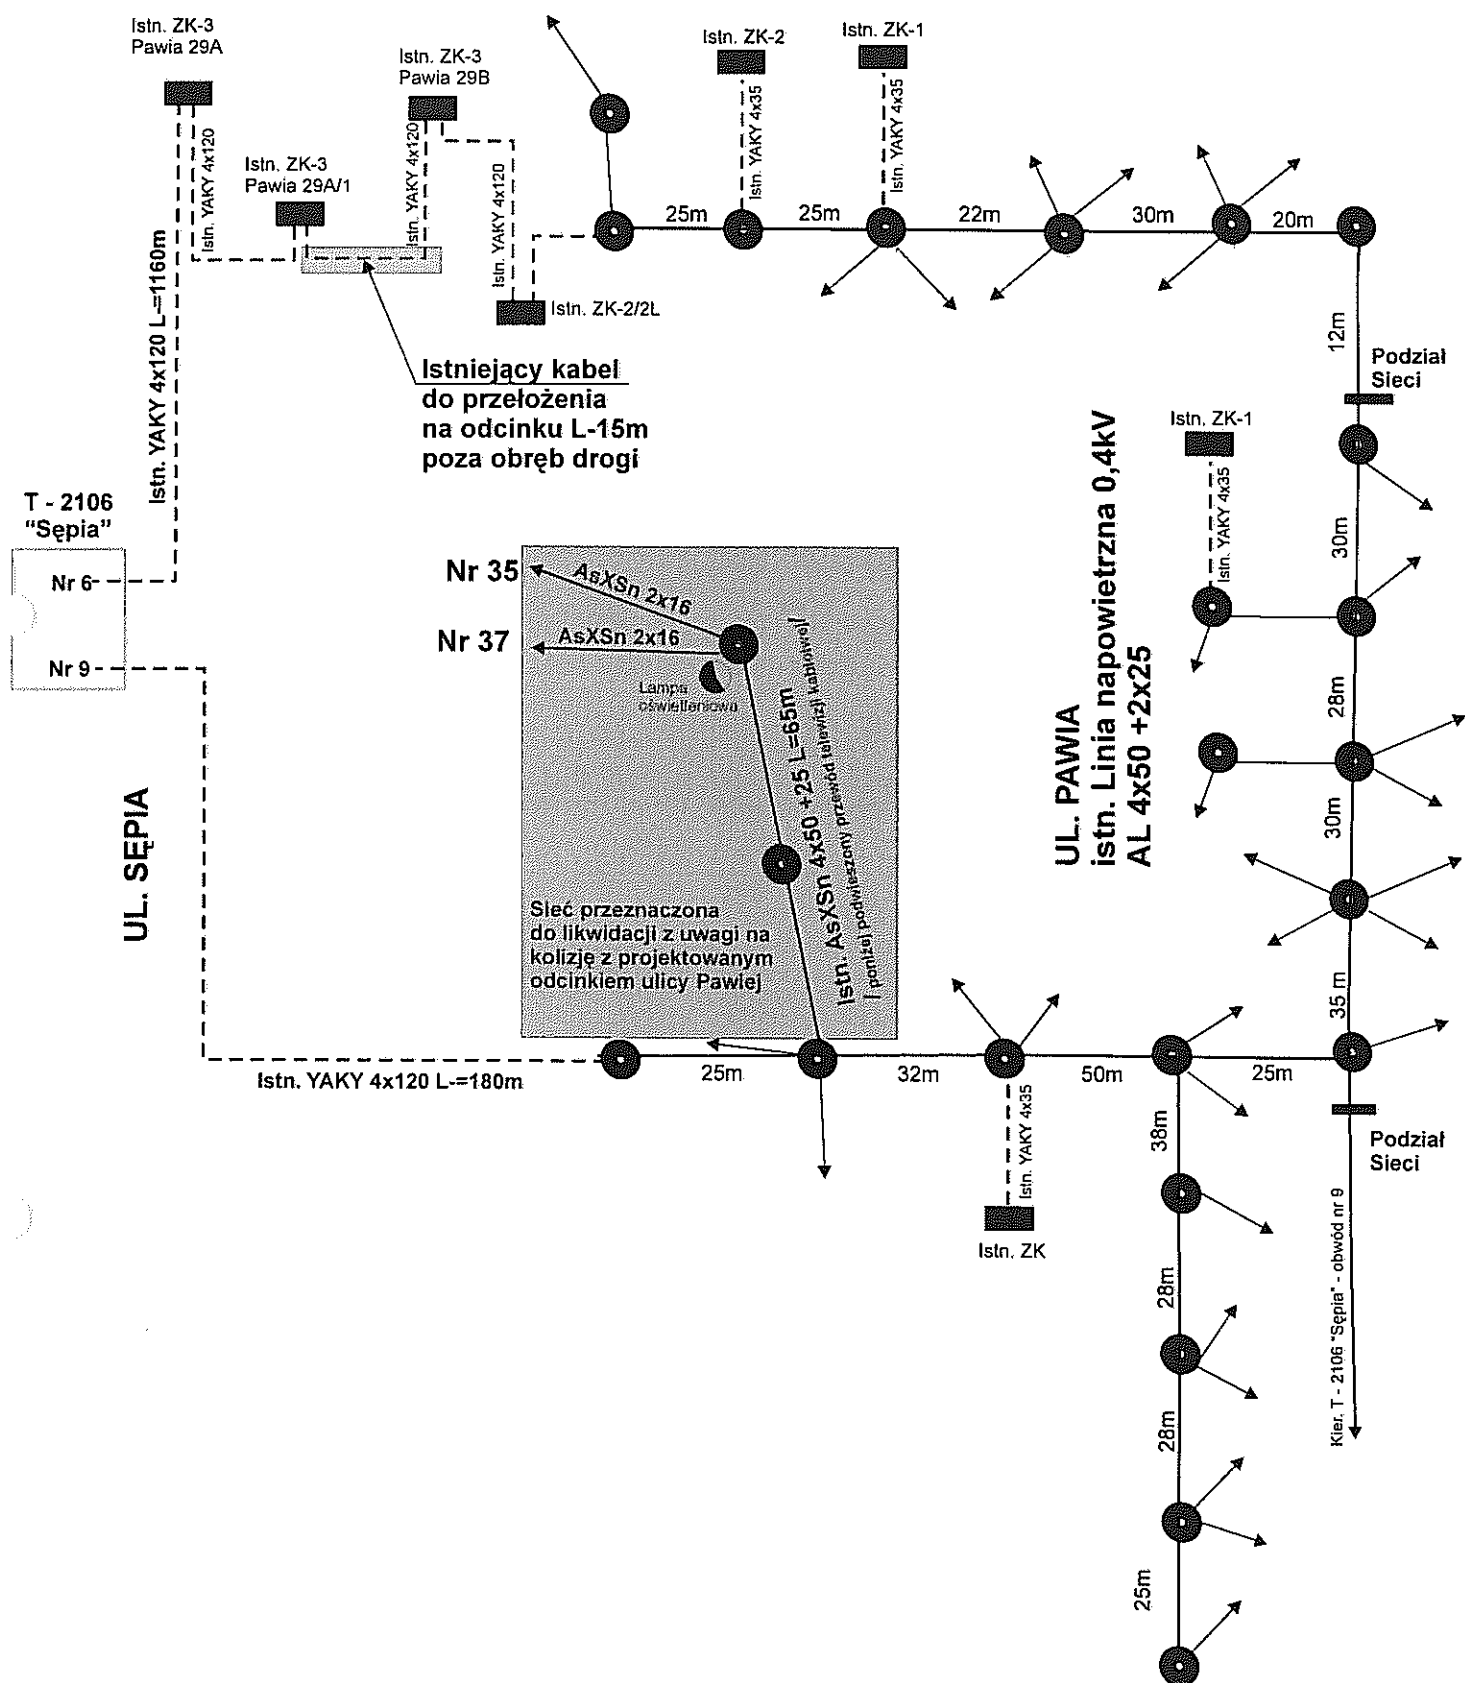 Istn. ZK-3
Pawia 29A
Istn. ZK-3
Pawia 29B
Istn. ZK-2
Istn. ZK-1
Istn. YAKY 4x120
Istn. ZK-3
Pawia 29A/1
Istn. YAKY 4x120
Istn. YAKY 4x120
Istn. YAKY 4x35
Istn. YAKY 4x35
25m
25m
22m
30m
20m
Istn. ZK-2/2L
Istn. YAKY 4x120 L-=1160m
12m
Podział
Sieci
Istniejący kabel
do przełożenia
na odcinku L-15m
poza obręb drogi
Istn. ZK-1
Istn. YAKY 4x35
T - 2106
"Sępia"
Nr 6
Nr 9
30m
Nr 35
AsXSn 2x16
Nr 37
AsXSn 2x16
Lampa
oświetleniowa
Istn. AsXSn 4x50 +25 L=65m
/ poniżej podwieszony przewód telewizji kablowej/
UL. PAWIA
istn. Linia napowietrzna 0,4kV
AL 4x50 +2x25
28m
30m
UL. SĘPIA
Sieć przeznaczona
do likwidacji z uwagi na
kolizję z projektowanym
odcinkiem ulicy Pawiej
35 m
Istn. YAKY 4x120 L-=180m
25m
32m
50m
25m
Istn. YAKY 4x35
Istn. ZK
38m
Podział
Sieci
Kier. T - 2106 "Sępia" - obwód nr 9
28m
28m
25m